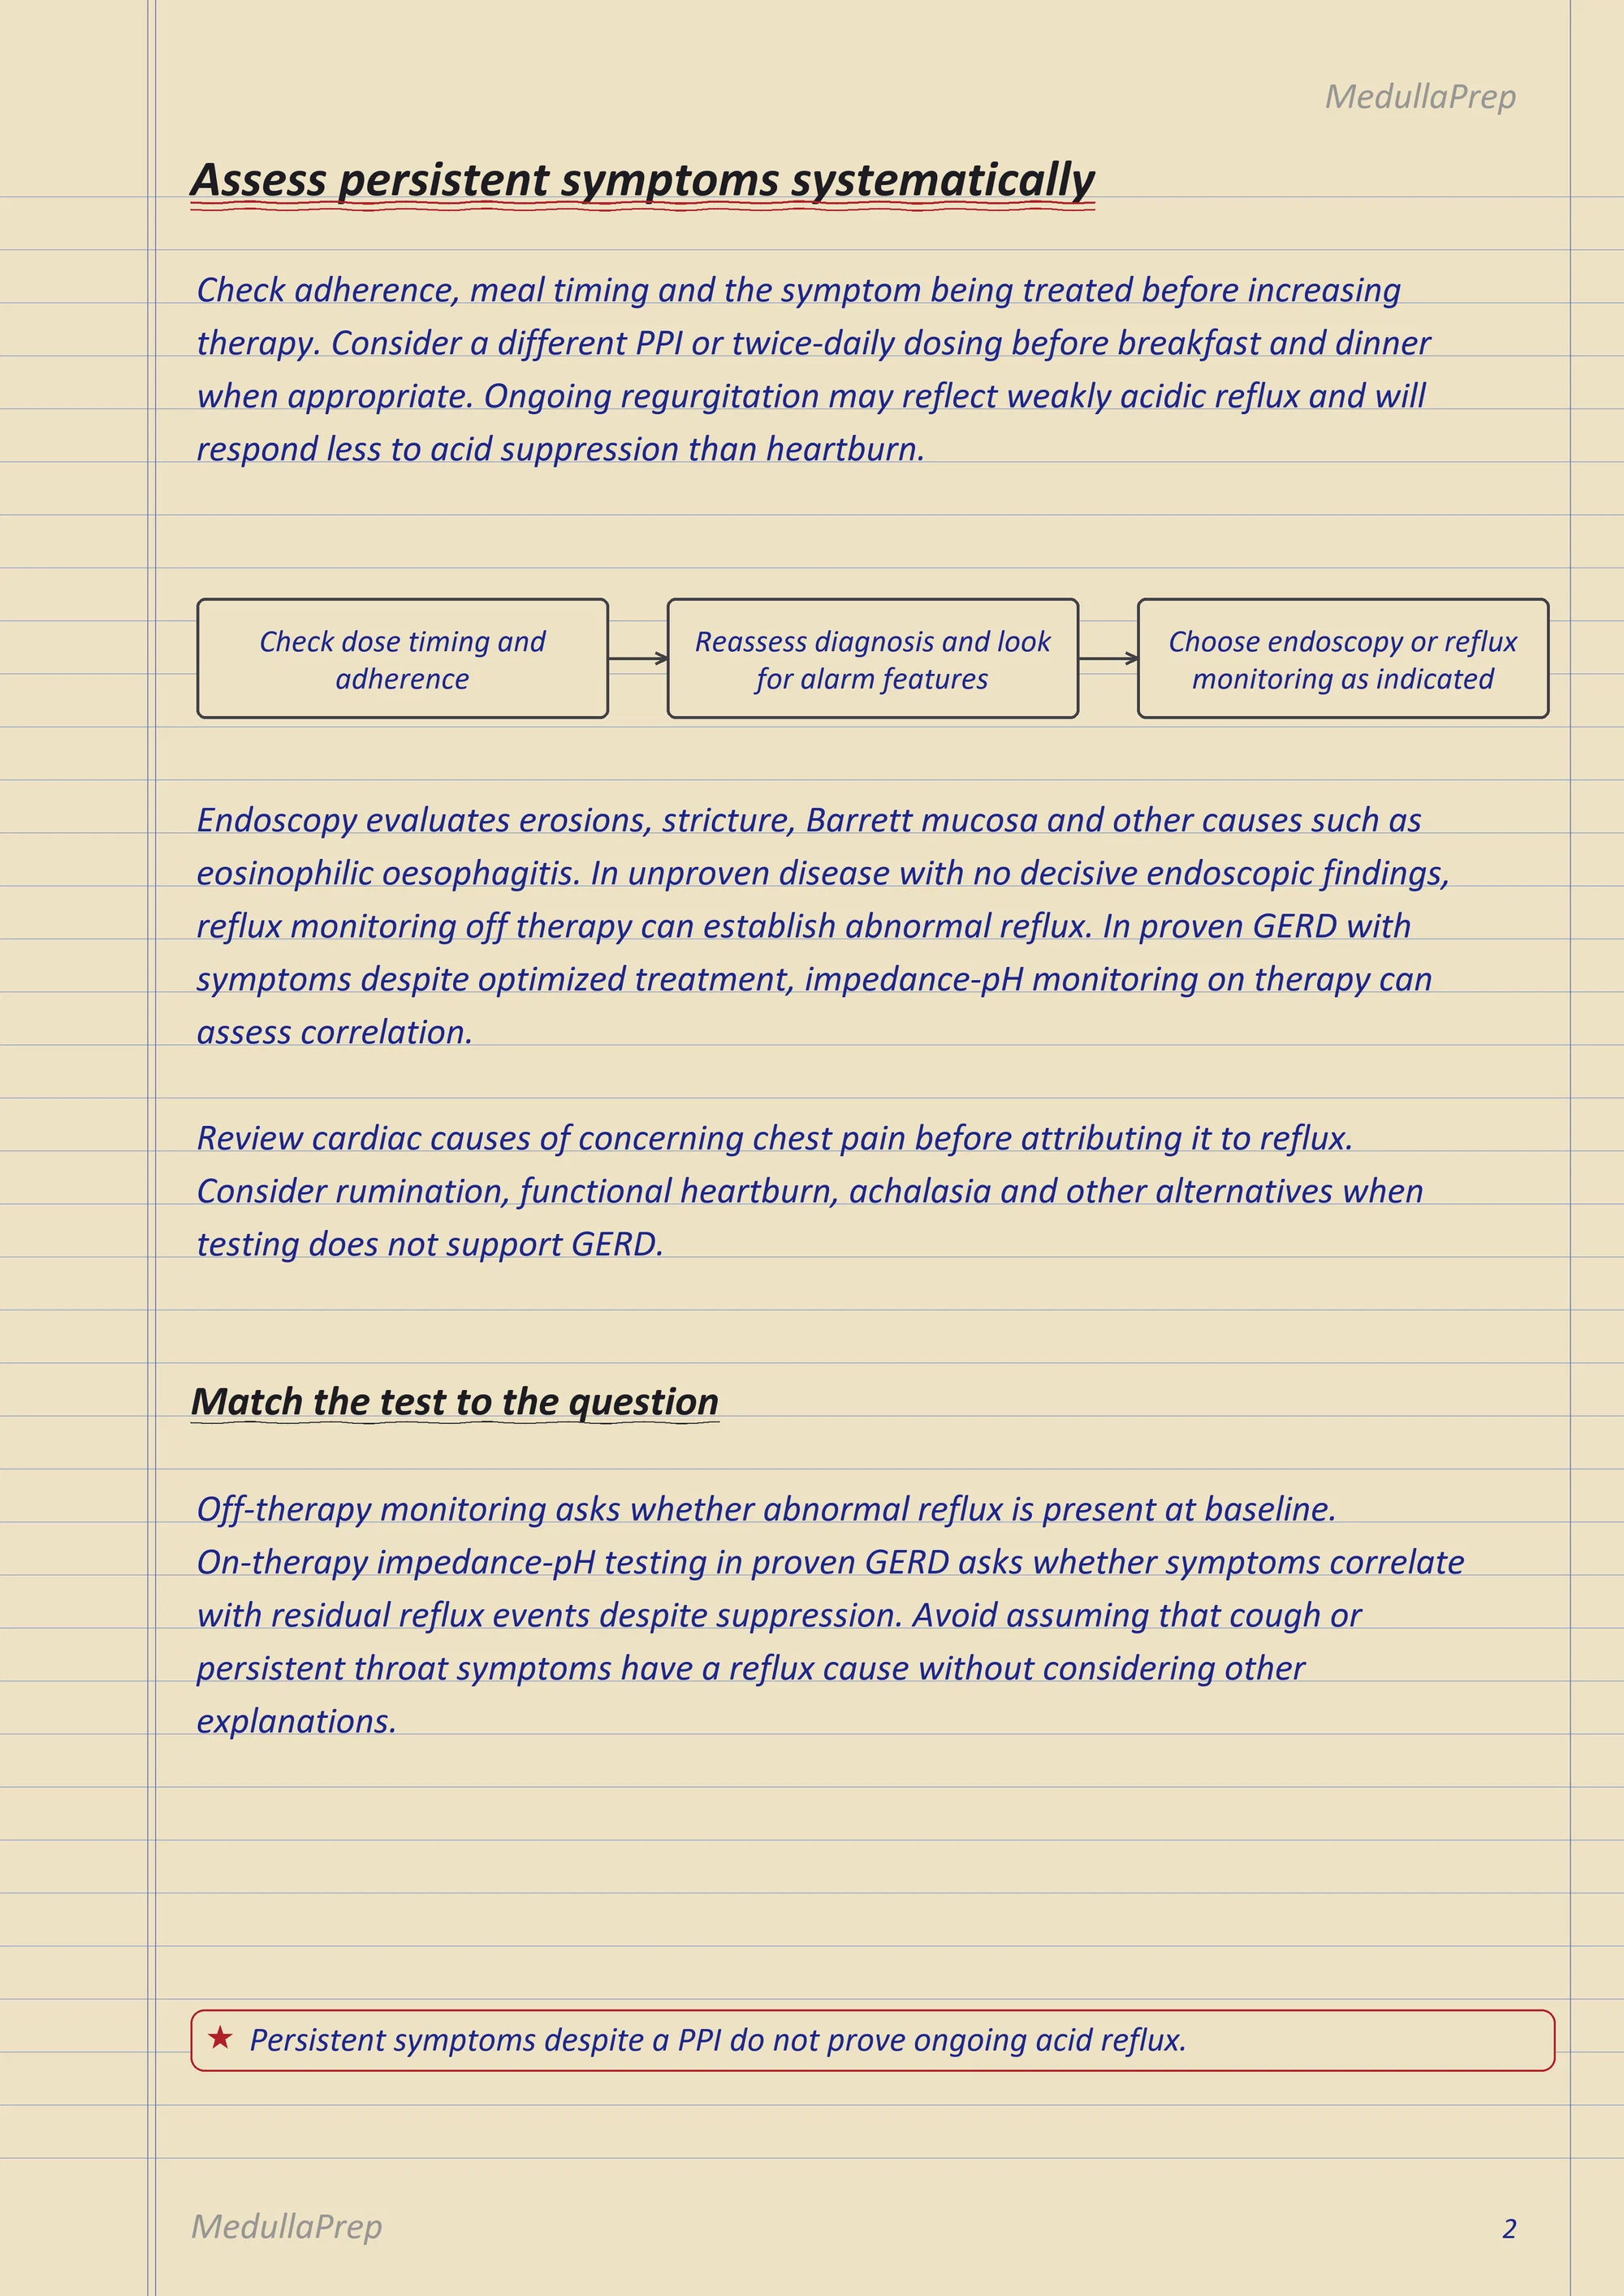 MedullaPrep
Assess persistent symptoms systematically
Check adherence, meal timing and the symptom being treated before increasing
therapy. Consider a different PPI or twice-daily dosing before breakfast and dinner
when appropriate. Ongoing regurgitation may reflect weakly acidic reflux and will
respond less to acid suppression than heartburn.
Check dose timing and
adherence
Reassess diagnosis and look
for alarm features
Choose endoscopy or reflux
monitoring as indicated
Endoscopy evaluates erosions, stricture, Barrett mucosa and other causes such as
eosinophilic oesophagitis. In unproven disease with no decisive endoscopic findings,
reflux monitoring off therapy can establish abnormal reflux. In proven GERD with
symptoms despite optimized treatment, impedance-pH monitoring on therapy can
assess correlation.
Review cardiac causes of concerning chest pain before attributing it to reflux.
Consider rumination, functional heartburn, achalasia and other alternatives when
testing does not support GERD.
Match the test to the question
Off-therapy monitoring asks whether abnormal reflux is present at baseline.
On-therapy impedance-pH testing in proven GERD asks whether symptoms correlate
with residual reflux events despite suppression. Avoid assuming that cough or
persistent throat symptoms have a reflux cause without considering other
explanations.
★ Persistent symptoms despite a PPI do not prove ongoing acid reflux.
MedullaPrep
2